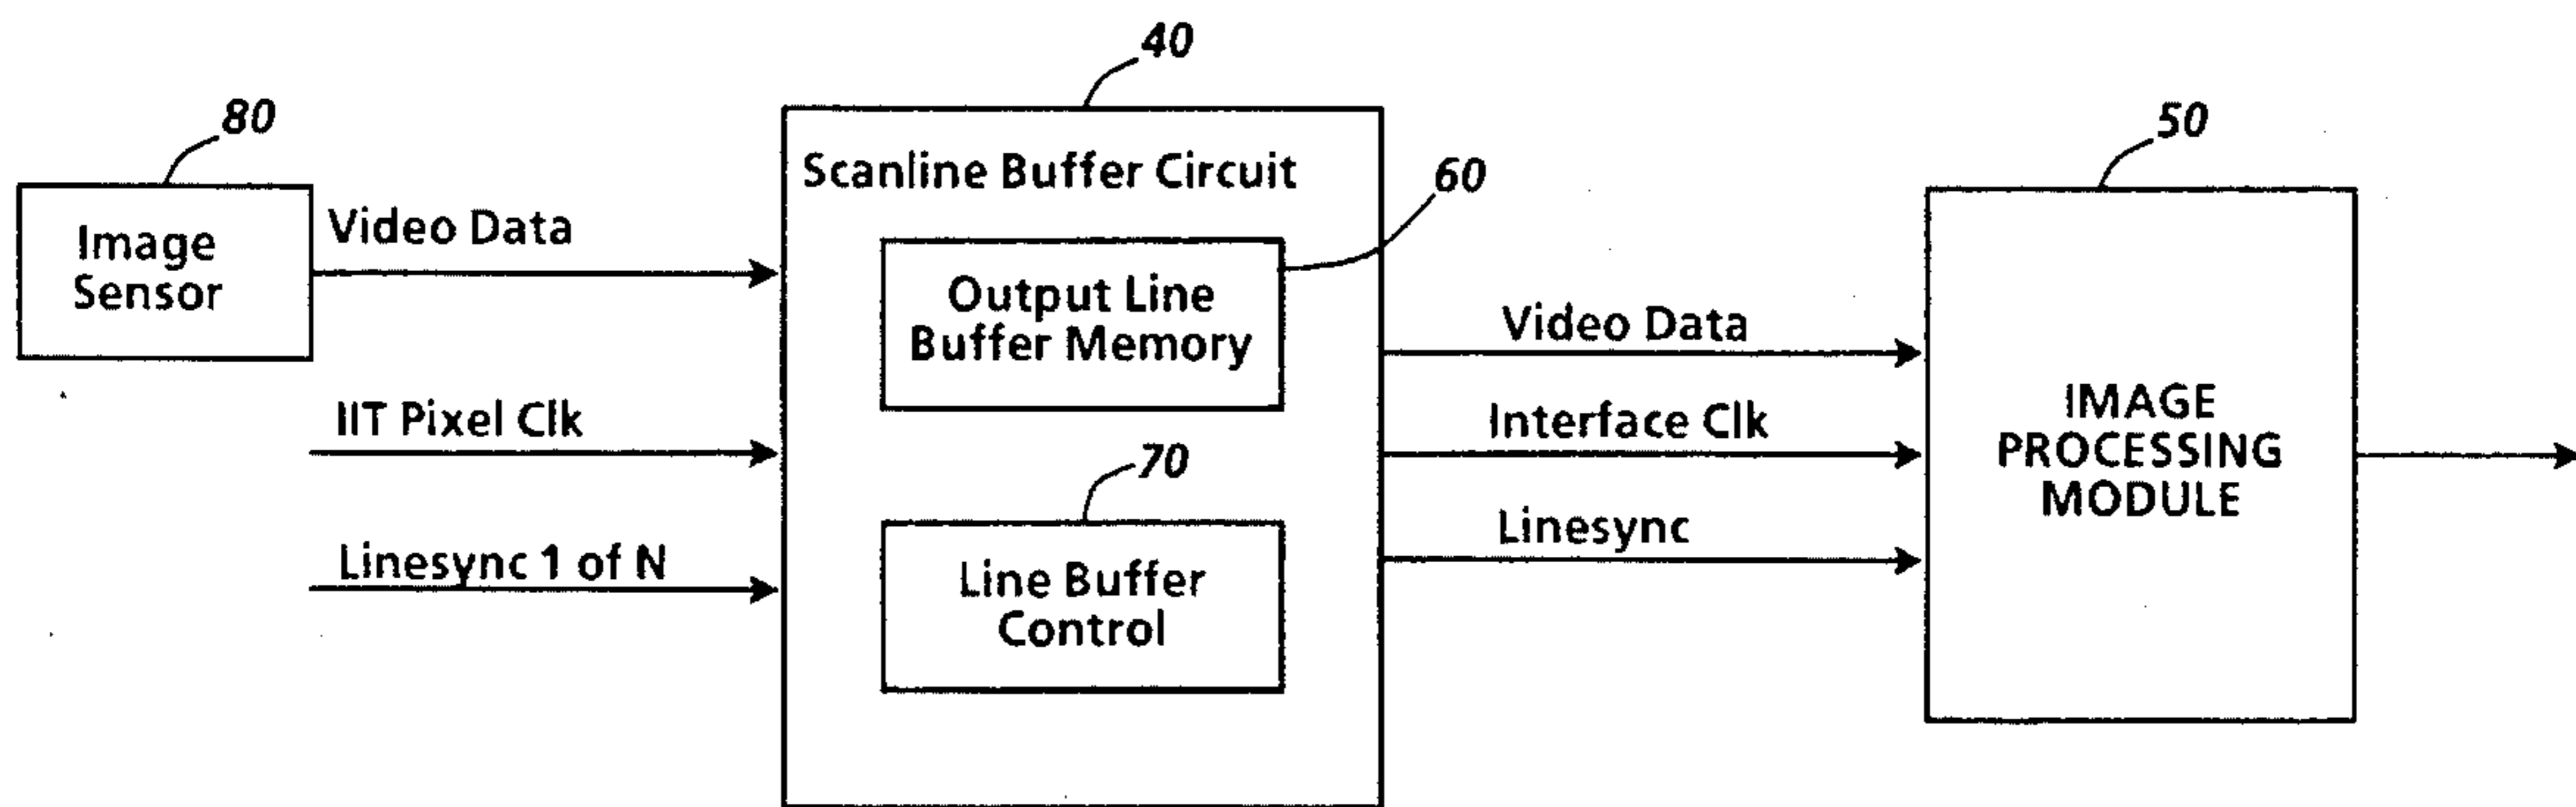 40
80
50
Scanline Buffer Circuit
60
Image
Sensor
Video Data
Output Line
Buffer Memory
Video Data
IIT Pixel Clk
Interface Clk
IMAGE
PROCESSING
MODULE
70
Linesync 1 of N
Linesync
Line Buffer
Control